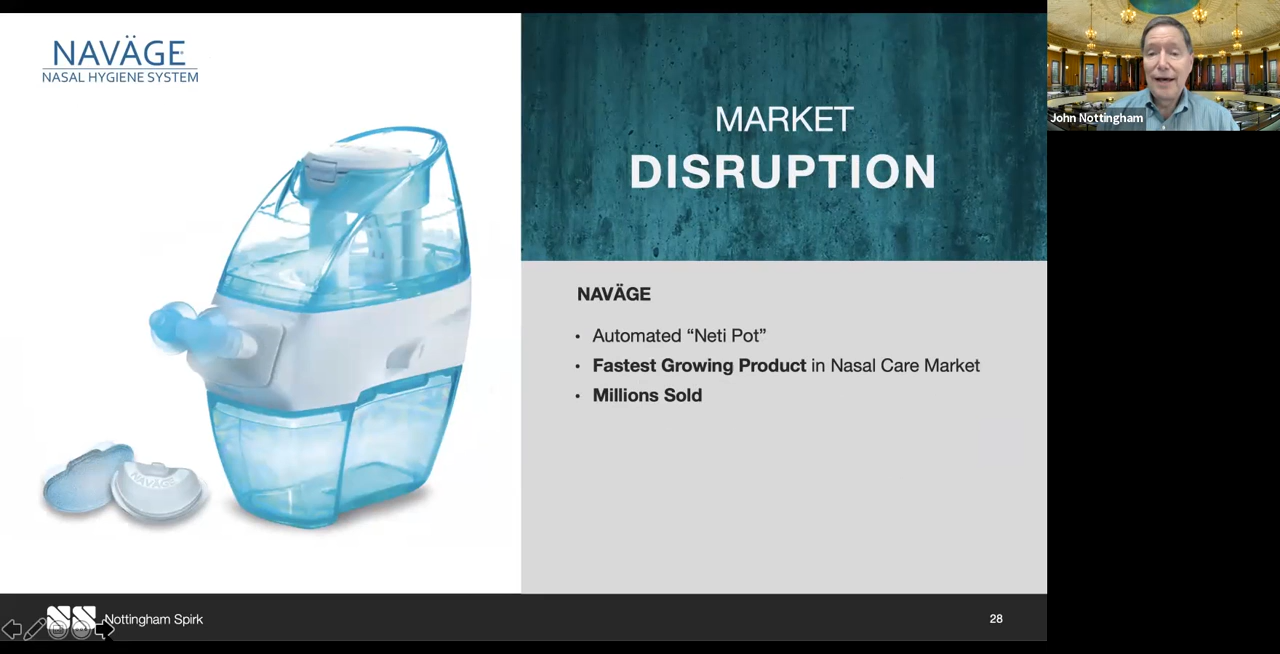 NAVÄGE
NASAL HYGIENE SYSTEM
MARKET
DISRUPTION
John Nottingham
NAVÄGE
• Automated “Neti Pot”
• Fastest Growing Product in Nasal Care Market
• Millions Sold
NAVÄGE
Nottingham Spirk
28